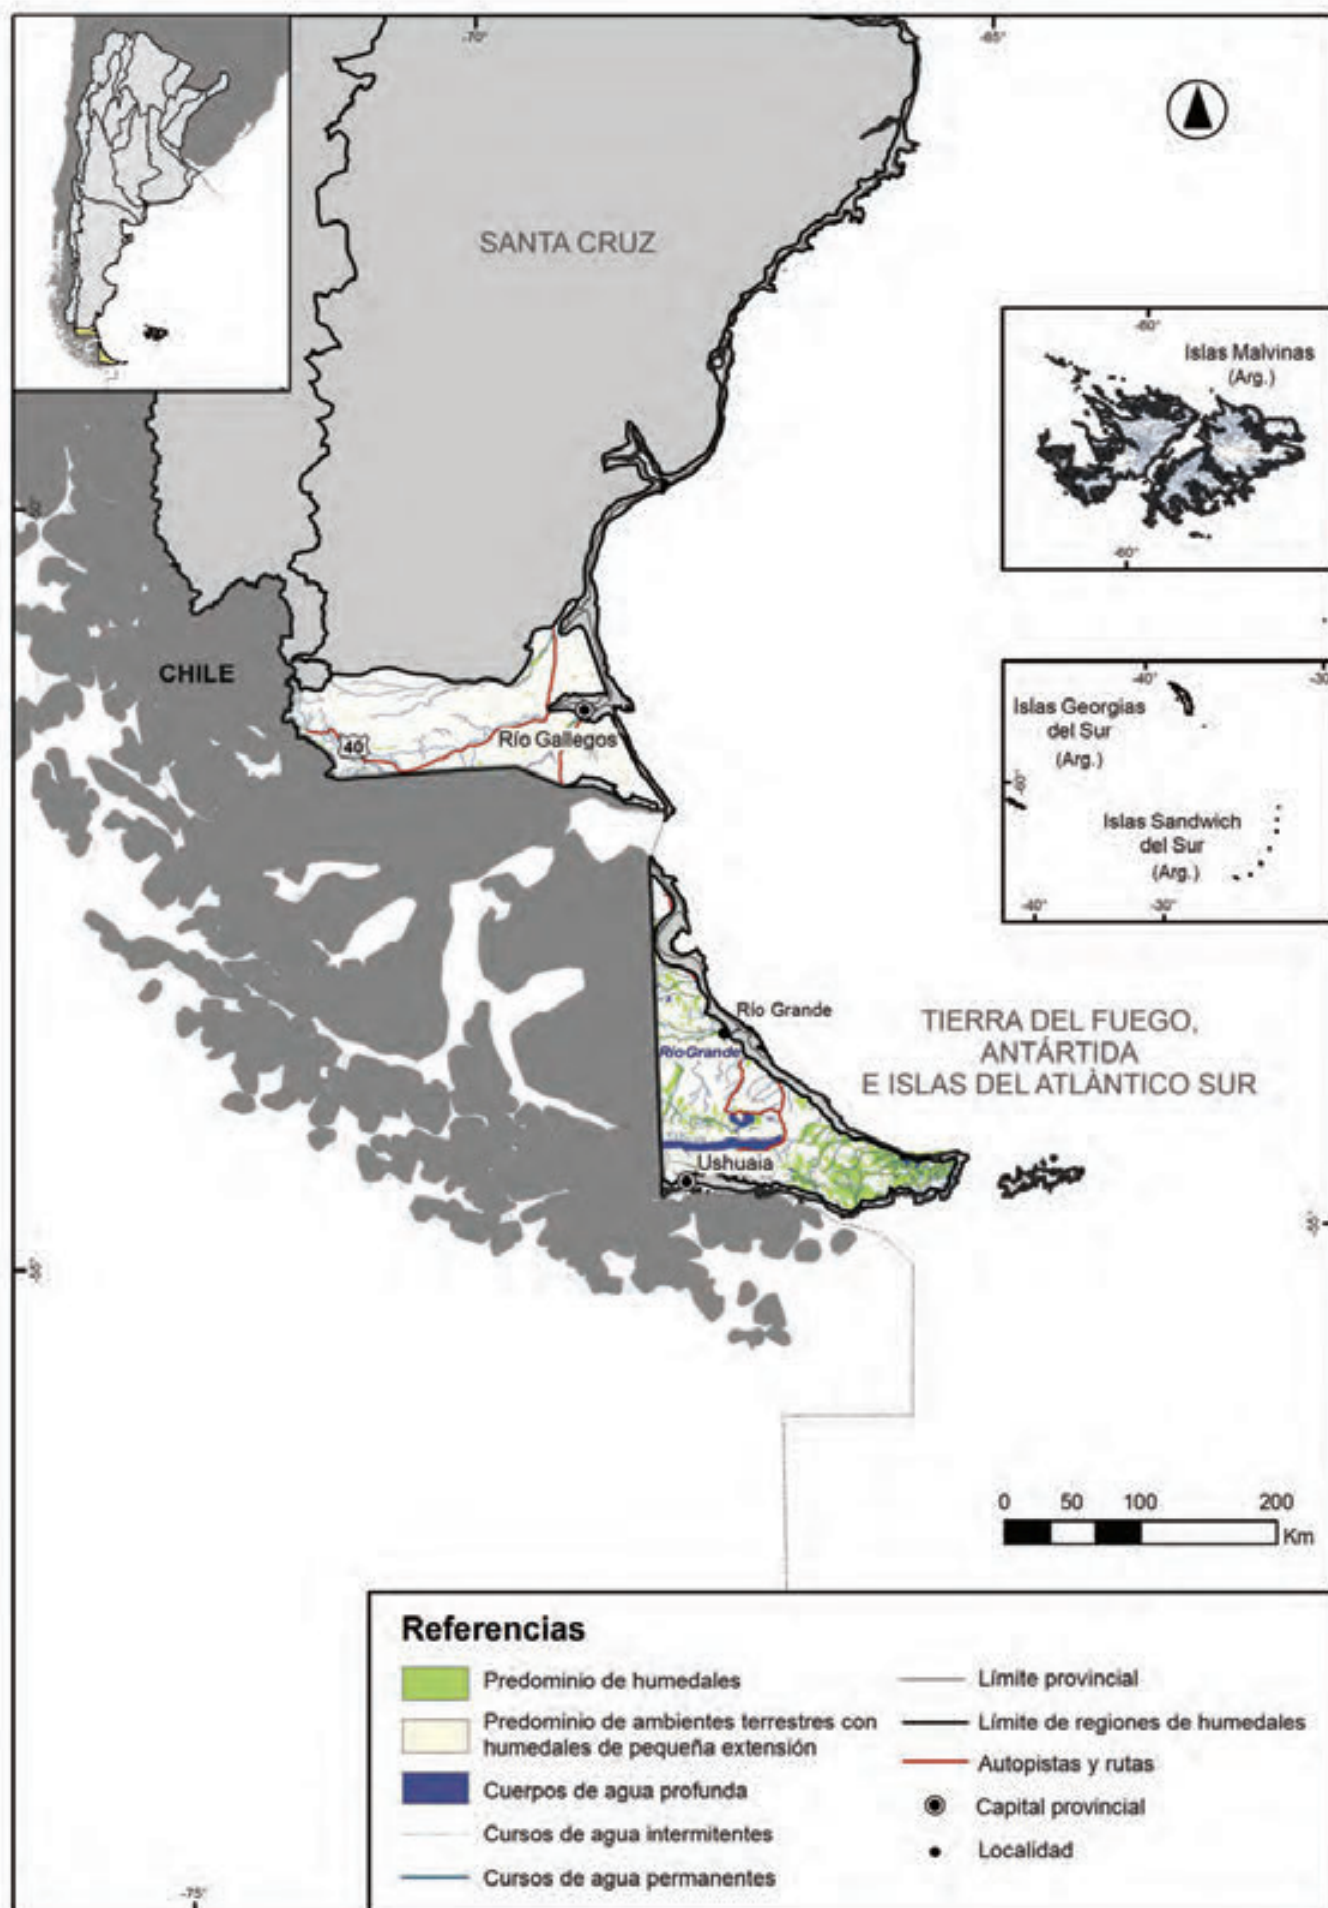 -70°
-65°
SANTA CRUZ
-60°
Islas Malvinas
(Arg.)
-60°
CHILE
40
Río Gallegos
-40°
-30
Islas Georgias
del Sur
(Arg.)
Islas Sandwich
del Sur
(Arg.)
-40°
-30°
Río Grande
RíoGrande
TIERRA DEL FUEGO,
ANTÁRTIDA
E ISLAS DEL ATLÀNTICO SUR
Ushuaia
-55°
0 50 100 200
Km
Referencias
Predominio de humedales
Predominio de ambientes terrestres con
humedales de pequeña extensión
Cuerpos de agua profunda
Cursos de agua intermitentes
Cursos de agua permanentes
Límite provincial
Límite de regiones de humedales
Autopistas y rutas
Capital provincial
Localidad
-75°